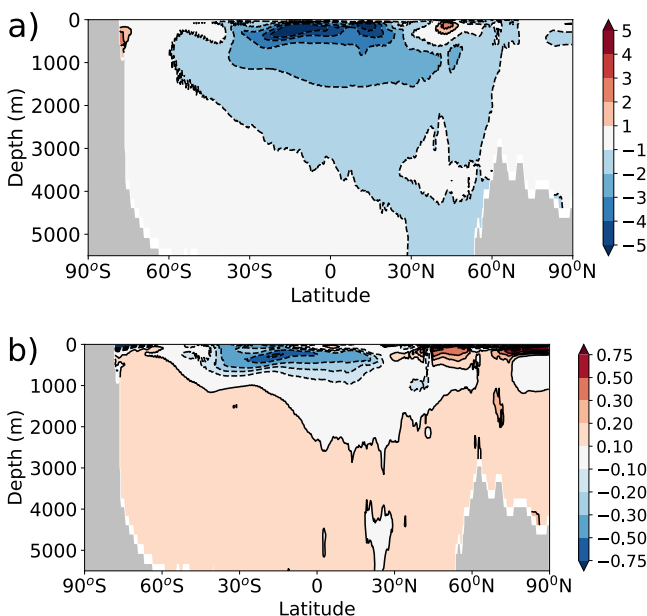 a)
0
1000
2000
3000
4000
5000
Depth (m)
90°S
60°S
30°S
0
30°N
60⁰N
90⁰N
Latitude
5
4
3
2
1
−1
−2
−3
−4
−5
b)
0
1000
2000
3000
4000
5000
Depth (m)
90°S
60°S
30°S
0
30°N
60°N
90°N
Latitude
0.75
0.50
0.30
0.20
0.10
−0.10
−0.20
−0.30
−0.50
−0.75